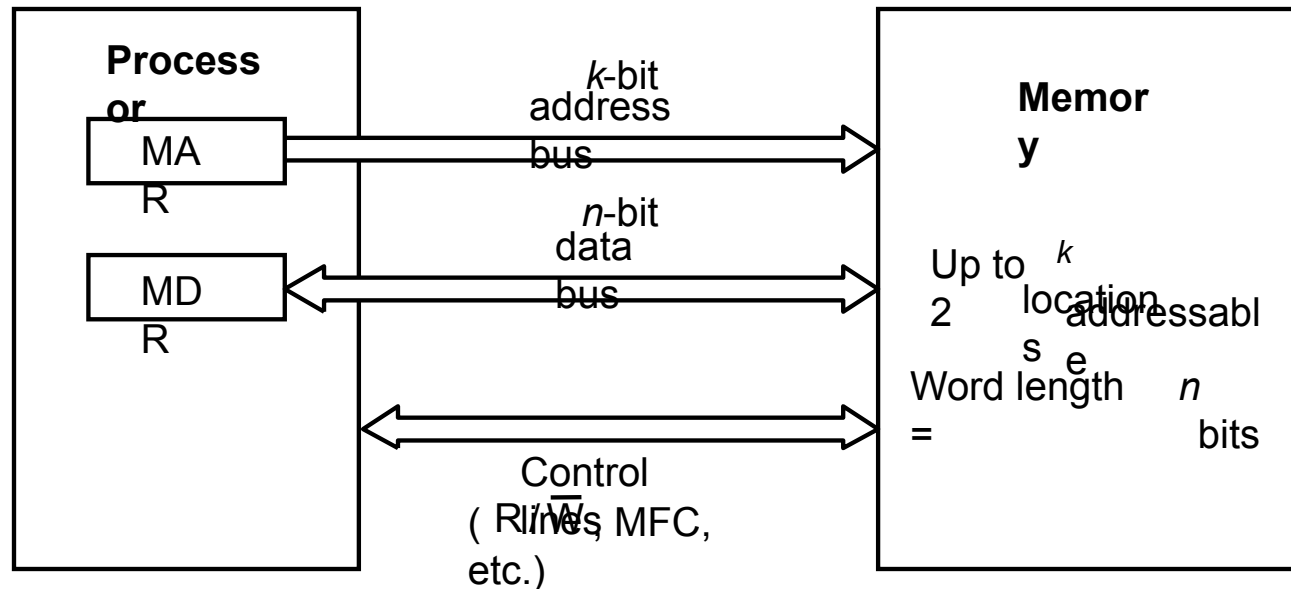 Process
or
MA
R
k-bit
address
bus
n-bit
data
bus
MD
R
Control
lines
( R / W̅ , MFC,
etc.)
Memor
y
Up to
2
k
location
s
addressabl
e
Word length
=
n
bits